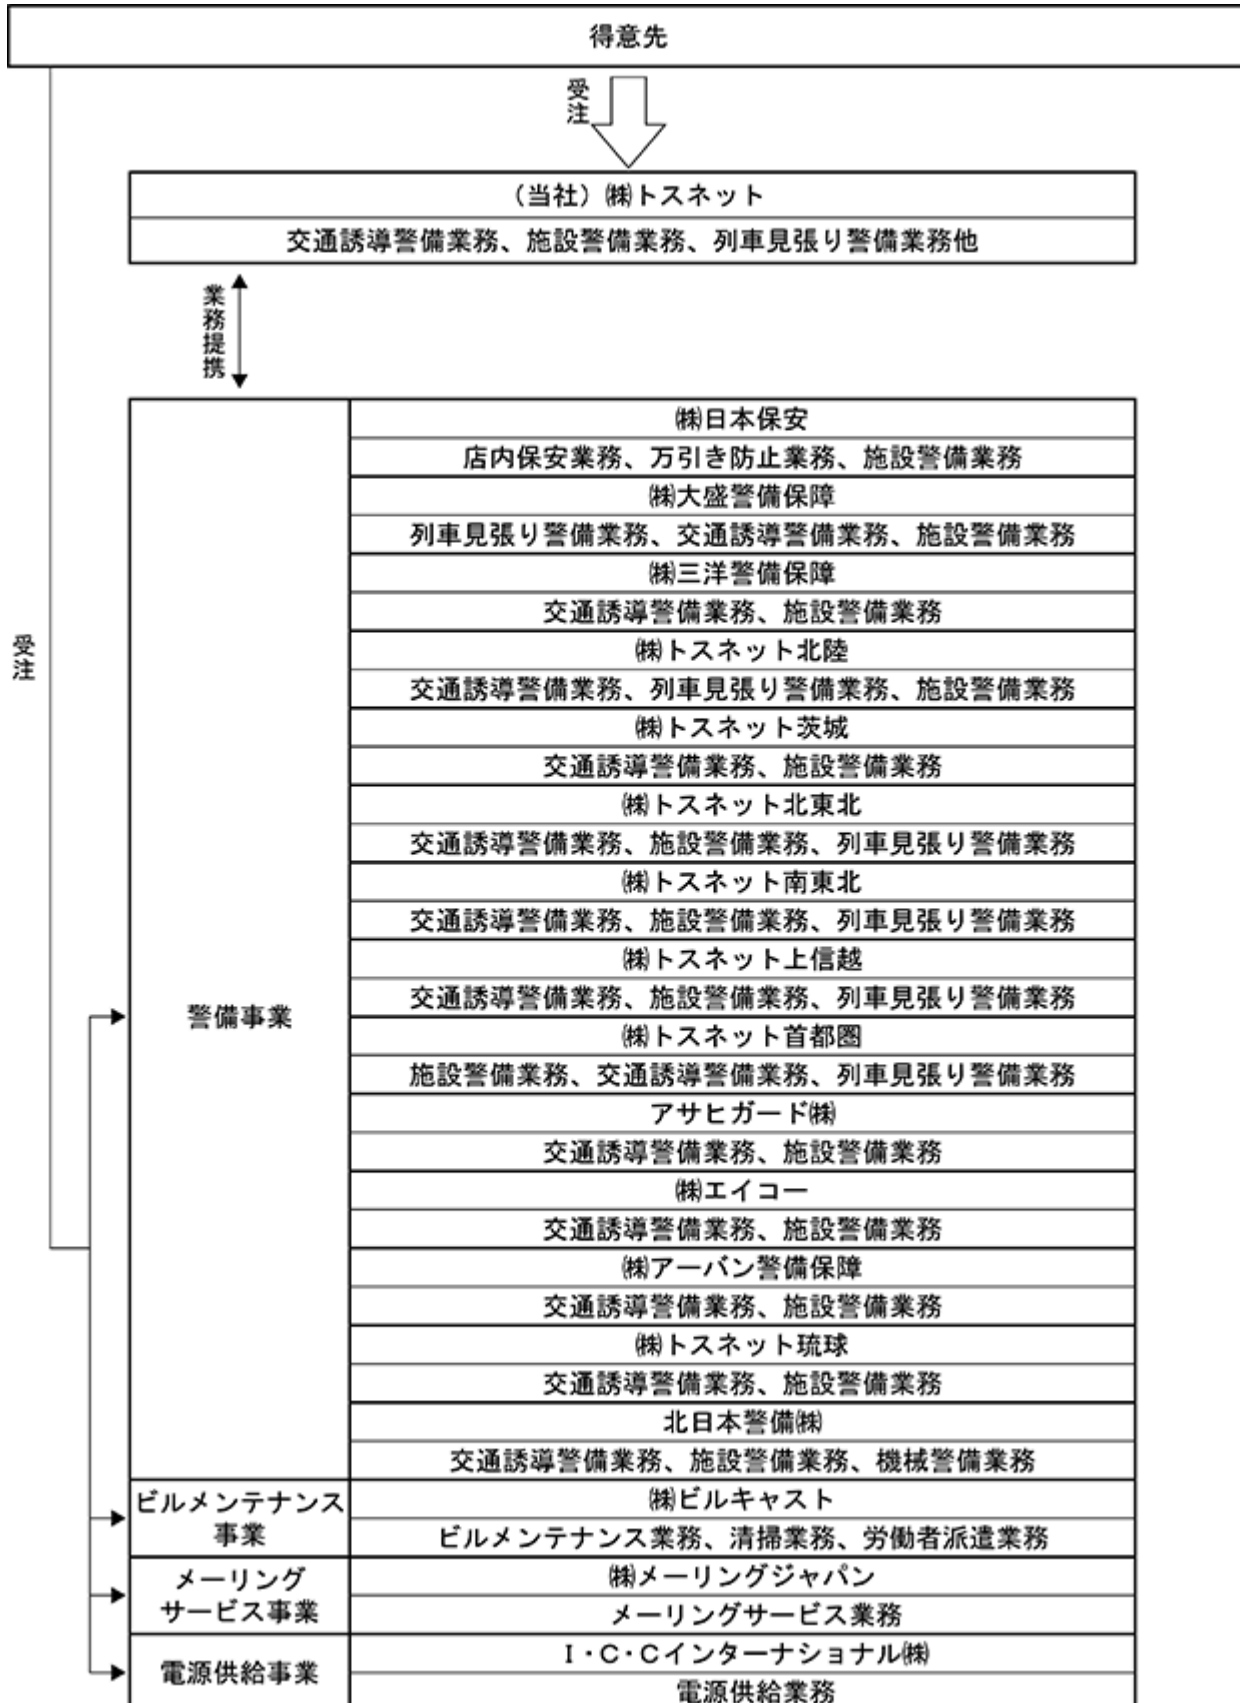 得意先
受注
（当社）㈱トスネット
交通誘導警備業務、施設警備業務、列車見張り警備業務他
業務提携
受注
警備事業
㈱日本保安
店内保安業務、万引き防止業務、施設警備業務
㈱大盛警備保障
列車見張り警備業務、交通誘導警備業務、施設警備業務
㈱三洋警備保障
交通誘導警備業務、施設警備業務
㈱トスネット北陸
交通誘導警備業務、列車見張り警備業務、施設警備業務
㈱トスネット茨城
交通誘導警備業務、施設警備業務
㈱トスネット北東北
交通誘導警備業務、施設警備業務、列車見張り警備業務
㈱トスネット南東北
交通誘導警備業務、施設警備業務、列車見張り警備業務
㈱トスネット上信越
交通誘導警備業務、施設警備業務、列車見張り警備業務
㈱トスネット首都圏
施設警備業務、交通誘導警備業務、列車見張り警備業務
アサヒガード㈱
交通誘導警備業務、施設警備業務
㈱エイコー
交通誘導警備業務、施設警備業務
㈱アーバン警備保障
交通誘導警備業務、施設警備業務
㈱トスネット琉球
交通誘導警備業務、施設警備業務
北日本警備㈱
交通誘導警備業務、施設警備業務、機械警備業務
ビルメンテナンス
事業
㈱ビルキャスト
ビルメンテナンス業務、清掃業務、労働者派遣業務
メーリング
サービス事業
㈱メーリングジャパン
メーリングサービス業務
電源供給事業
Ｉ・Ｃ・Ｃインターナショナル㈱
電源供給業務